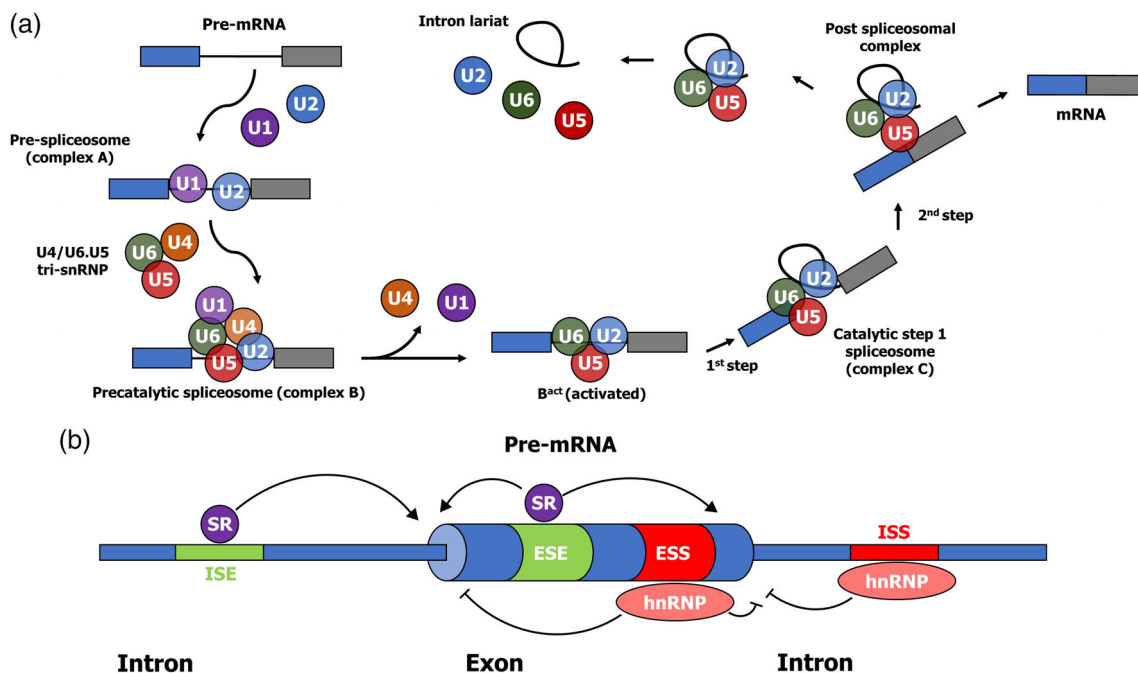 (a)
Pre-mRNA
U1
U2
Pre-spliceosome
(complex A)
U1
U2
U4/U6.U5
tri-snRNP
U6
U4
U5
U1
U6
U4
U5
U2
Precatalytic spliceosome (complex B)
U4
U1
U6
U2
U5
Bact (activated)
1st step
U2
U6
U5
Catalytic step 1
spliceosome
(complex C)
2nd step
Post spliceosomal
complex
U2
U6
U5
mRNA
U2
U6
U5
Intron lariat
U2
U6
U5
(b)
Pre-mRNA
SR
SR
ISE
ESE
ESS
ISS
hnRNP
hnRNP
Intron
Exon
Intron